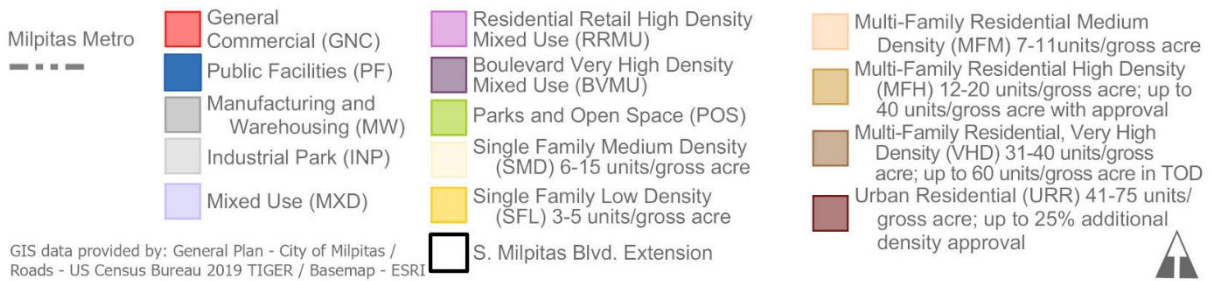 Milpitas Metro
General
Commercial (GNC)
Public Facilities (PF)
Manufacturing and
Warehousing (MW)
Industrial Park (INP)
Mixed Use (MXD)
GIS data provided by: General Plan - City of Milpitas /
Roads - US Census Bureau 2019 TIGER / Basemap - ESRI
Residential Retail High Density
Mixed Use (RRMU)
Boulevard Very High Density
Mixed Use (BVMU)
Parks and Open Space (POS)
Single Family Medium Density
(SMD) 6-15 units/gross acre
Single Family Low Density
(SFL) 3-5 units/gross acre
S. Milpitas Blvd. Extension
Multi-Family Residential Medium
Density (MFM) 7-11units/gross acre
Multi-Family Residential High Density
(MFH) 12-20 units/gross acre; up to
40 units/gross acre with approval
Multi-Family Residential, Very High
Density (VHD) 31-40 units/gross
acre; up to 60 units/gross acre in TOD
Urban Residential (URR) 41-75 units/
gross acre; up to 25% additional
density approval